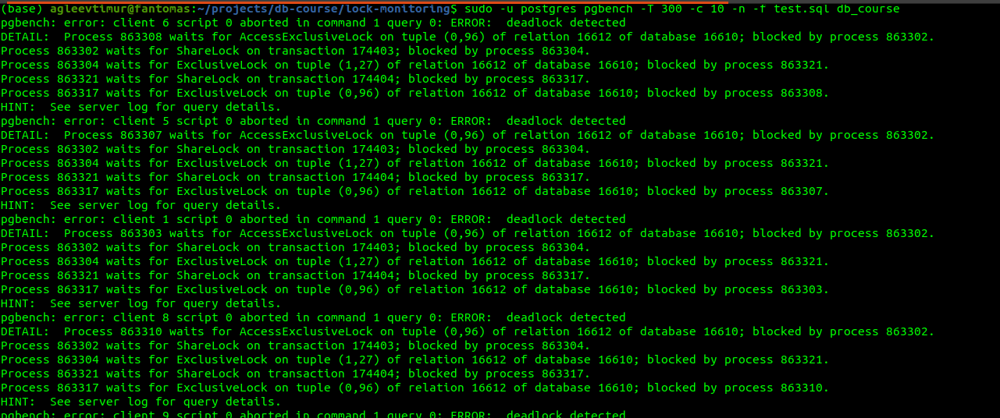 (base) agleevtimur@fantomas:~/projects/db-course/lock-monitoring$ sudo -u postgres pgbench -T 300 -c 10 -n -f test.sql db_course
pgbench: error: client 6 script 0 aborted in command 1 query 0: ERROR:  deadlock detected
DETAIL:  Process 863308 waits for AccessExclusiveLock on tuple (0,96) of relation 16612 of database 16610; blocked by process 863302.
Process 863302 waits for ShareLock on transaction 174403; blocked by process 863304.
Process 863304 waits for ExclusiveLock on tuple (1,27) of relation 16612 of database 16610; blocked by process 863321.
Process 863321 waits for ShareLock on transaction 174404; blocked by process 863317.
Process 863317 waits for ExclusiveLock on tuple (0,96) of relation 16612 of database 16610; blocked by process 863308.
HINT:  See server log for query details.
pgbench: error: client 5 script 0 aborted in command 1 query 0: ERROR:  deadlock detected
DETAIL:  Process 863307 waits for AccessExclusiveLock on tuple (0,96) of relation 16612 of database 16610; blocked by process 863302.
Process 863302 waits for ShareLock on transaction 174403; blocked by process 863304.
Process 863304 waits for ExclusiveLock on tuple (1,27) of relation 16612 of database 16610; blocked by process 863321.
Process 863321 waits for ShareLock on transaction 174404; blocked by process 863317.
Process 863317 waits for ExclusiveLock on tuple (0,96) of relation 16612 of database 16610; blocked by process 863307.
HINT:  See server log for query details.
pgbench: error: client 1 script 0 aborted in command 1 query 0: ERROR:  deadlock detected
DETAIL:  Process 863303 waits for AccessExclusiveLock on tuple (0,96) of relation 16612 of database 16610; blocked by process 863302.
Process 863302 waits for ShareLock on transaction 174403; blocked by process 863304.
Process 863304 waits for ExclusiveLock on tuple (1,27) of relation 16612 of database 16610; blocked by process 863321.
Process 863321 waits for ShareLock on transaction 174404; blocked by process 863317.
Process 863317 waits for ExclusiveLock on tuple (0,96) of relation 16612 of database 16610; blocked by process 863303.
HINT:  See server log for query details.
pgbench: error: client 8 script 0 aborted in command 1 query 0: ERROR:  deadlock detected
DETAIL:  Process 863310 waits for AccessExclusiveLock on tuple (0,96) of relation 16612 of database 16610; blocked by process 863302.
Process 863302 waits for ShareLock on transaction 174403; blocked by process 863304.
Process 863304 waits for ExclusiveLock on tuple (1,27) of relation 16612 of database 16610; blocked by process 863321.
Process 863321 waits for ShareLock on transaction 174404; blocked by process 863317.
Process 863317 waits for ExclusiveLock on tuple (0,96) of relation 16612 of database 16610; blocked by process 863310.
HINT:  See server log for query details.
pgbench: error: client 9 script 0 aborted in command 1 query 0: ERROR:  deadlock detected